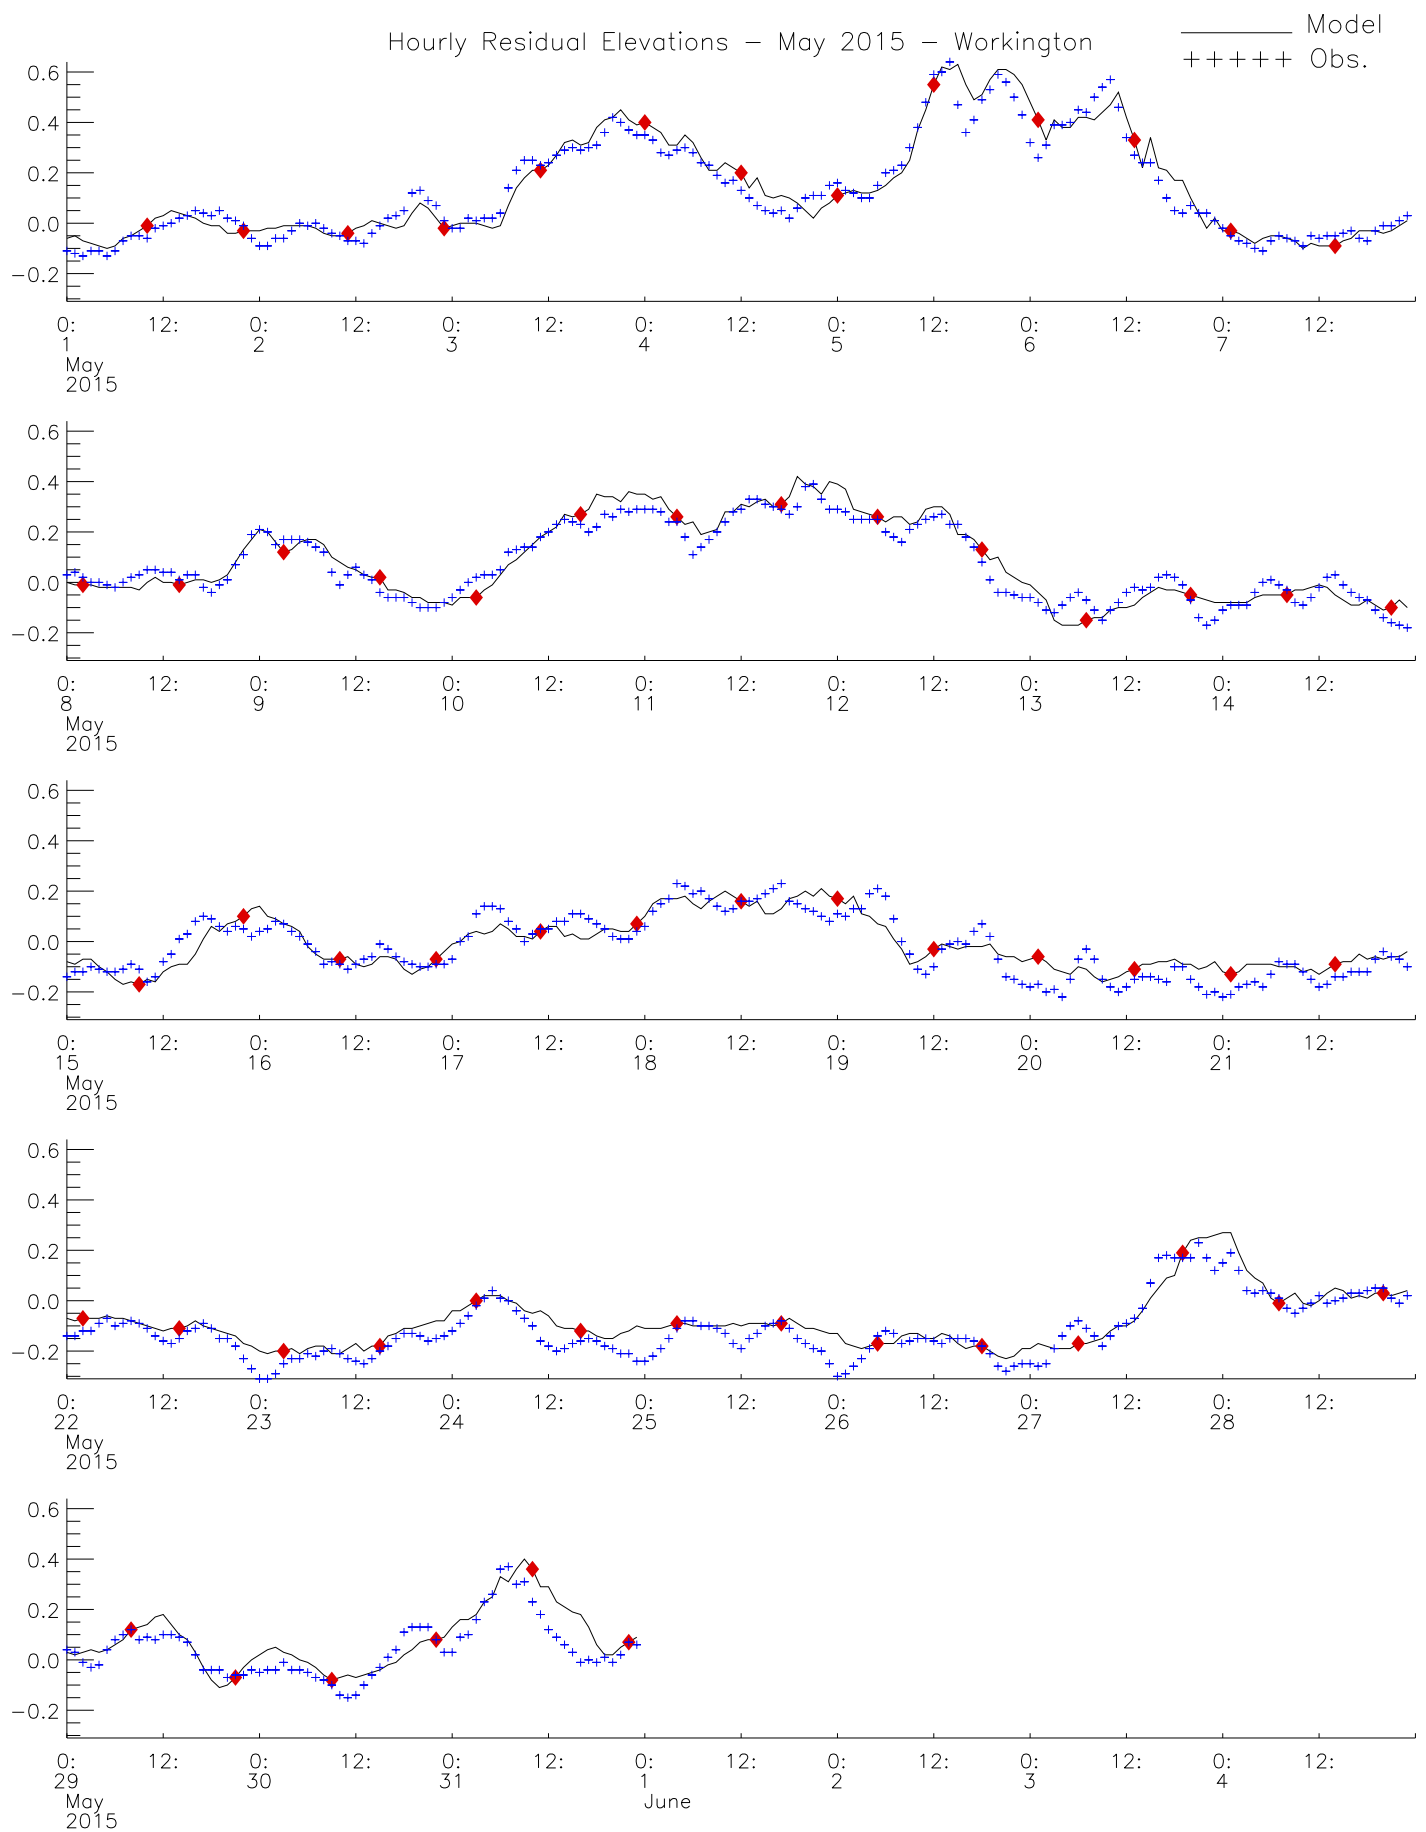 Hourly Residual Elevations – May 2015 – Workington
Model
+++++ Obs.
0.6
0.4
0.2
0.0
−0.2
0: 12: 0: 12: 0: 12: 0: 12: 0: 12: 0: 12: 0: 12:
1 2 3 4 5 6 7
May
2015
0.6
0.4
0.2
0.0
−0.2
0: 12: 0: 12: 0: 12: 0: 12: 0: 12: 0: 12: 0: 12:
8 9 10 11 12 13 14
May
2015
0.6
0.4
0.2
0.0
−0.2
0: 12: 0: 12: 0: 12: 0: 12: 0: 12: 0: 12: 0: 12:
15 16 17 18 19 20 21
May
2015
0.6
0.4
0.2
0.0
−0.2
0: 12: 0: 12: 0: 12: 0: 12: 0: 12: 0: 12: 0: 12:
22 23 24 25 26 27 28
May
2015
0.6
0.4
0.2
0.0
−0.2
0: 12: 0: 12: 0: 12: 0: 12: 0: 12: 0: 12: 0: 12:
29 30 31 1 2 3 4
May June
2015